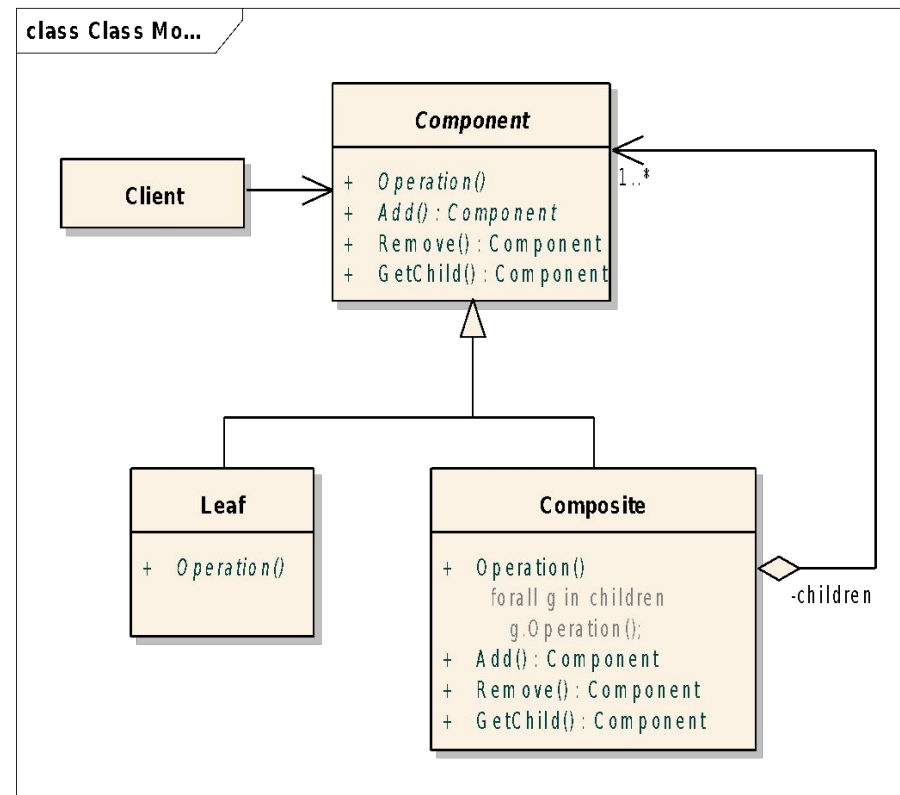 class Class Mo...
Component
+ Operation()
+ Add() : Component
+ Remove() : Component
+ GetChild() : Component
Client
1..*
Leaf
+ Operation()
Composite
+ Operation()
forall g in children
g.Operation();
+ Add() : Component
+ Remove() : Component
+ GetChild() : Component
-children